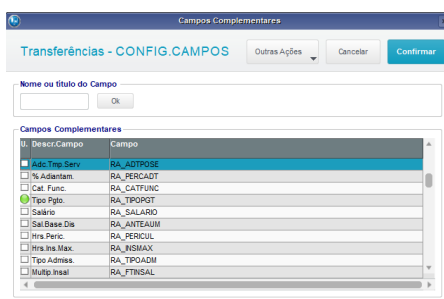 Campos Complementares
Transferências - CONFIG.CAMPOS
Outras Ações
Cancelar
Confirmar
Nome ou título do Campo
Ok
Campos Complementares
U. Descr.Campo Campo
Adc.Tmp.Serv RA_ADTPOSE
% Adiantam. RA_PERCADT
Cat. Func. RA_CATFUNC
Tipo Pgto. RA_TIPOPGT
Salário RA_SALARIO
Sal.Base.Dis RA_ANTEAUM
Hrs.Peric. RA_PERICUL
Hrs.Ins.Max. RA_INSMAX
Tipo Admiss. RA_TIPOADM
Multip.Insal RA_FTINSAL